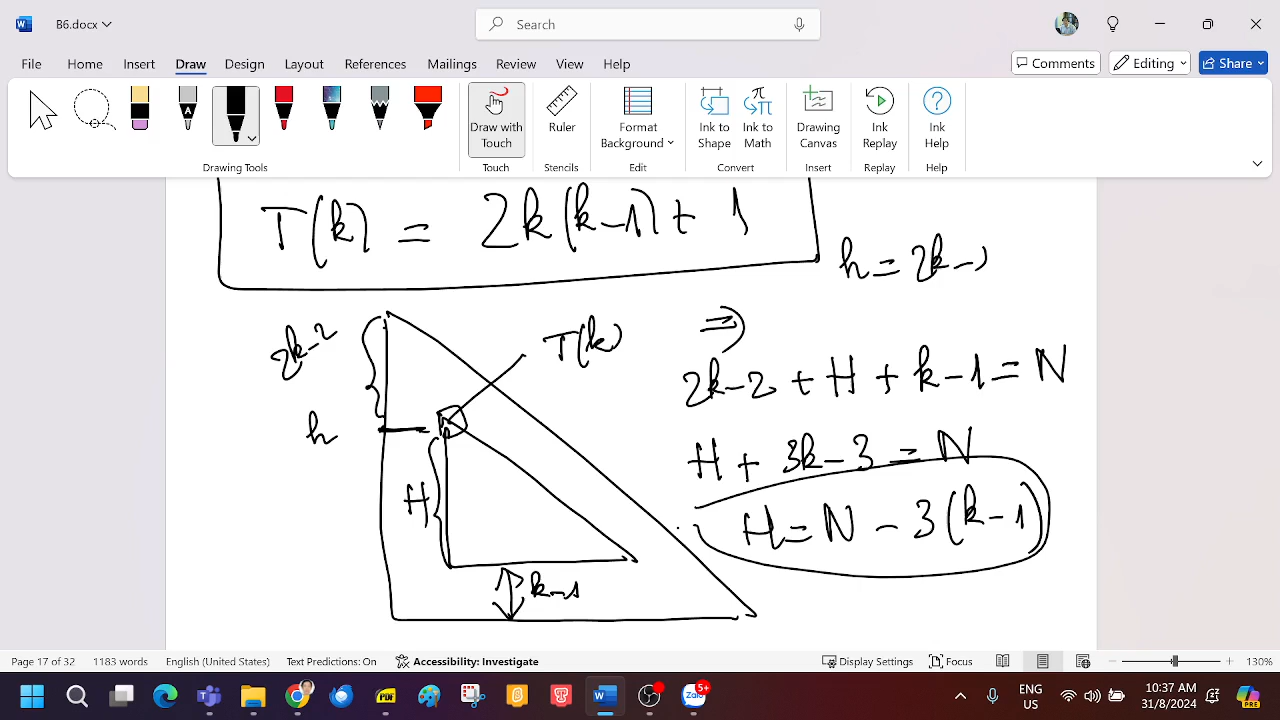 B6.docx
Search
File Home Insert Draw Design Layout References Mailings Review View Help
Comments Editing Share
Draw with Touch
Ruler
Format Background
Ink to Shape
Ink to Math
Drawing Canvas
Ink Replay
Ink Help
Drawing Tools Touch Stencils Edit Convert Insert Replay Help
T(k) = 2k(k-1) + 1
h = 2k-1
2k-2
T(k)
⇒
2k-2 + H + k-1 = N
h
H + 3k-3 = N
H
H = N - 3(k-1)
k-1
Page 17 of 32 1183 words English (United States) Text Predictions: On Accessibility: Investigate Display Settings Focus 130%
PDF
Zalo
5+
ENG
US
10:37 AM
31/8/2024
PRE